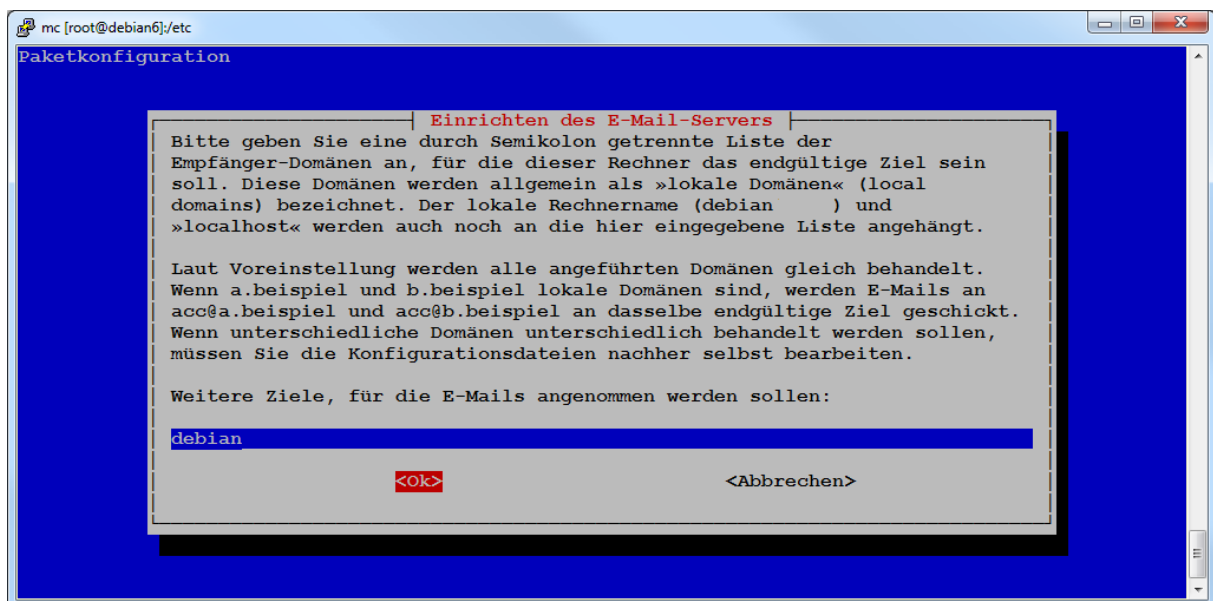 mc [root@debian6]:/etc
Paketkonfiguration
Einrichten des E-Mail-Servers
Bitte geben Sie eine durch Semikolon getrennte Liste der
Empfänger-Domänen an, für die dieser Rechner das endgültige Ziel sein
soll. Diese Domänen werden allgemein als »lokale Domänen« (local
domains) bezeichnet. Der lokale Rechnername (debian ) und
»localhost« werden auch noch an die hier eingegebene Liste angehängt.
Laut Voreinstellung werden alle angeführten Domänen gleich behandelt.
Wenn a.beispiel und b.beispiel lokale Domänen sind, werden E-Mails an
acc@a.beispiel und acc@b.beispiel an dasselbe endgültige Ziel geschickt.
Wenn unterschiedliche Domänen unterschiedlich behandelt werden sollen,
müssen Sie die Konfigurationsdateien nachher selbst bearbeiten.
Weitere Ziele, für die E-Mails angenommen werden sollen:
debian
<Ok> <Abbrechen>